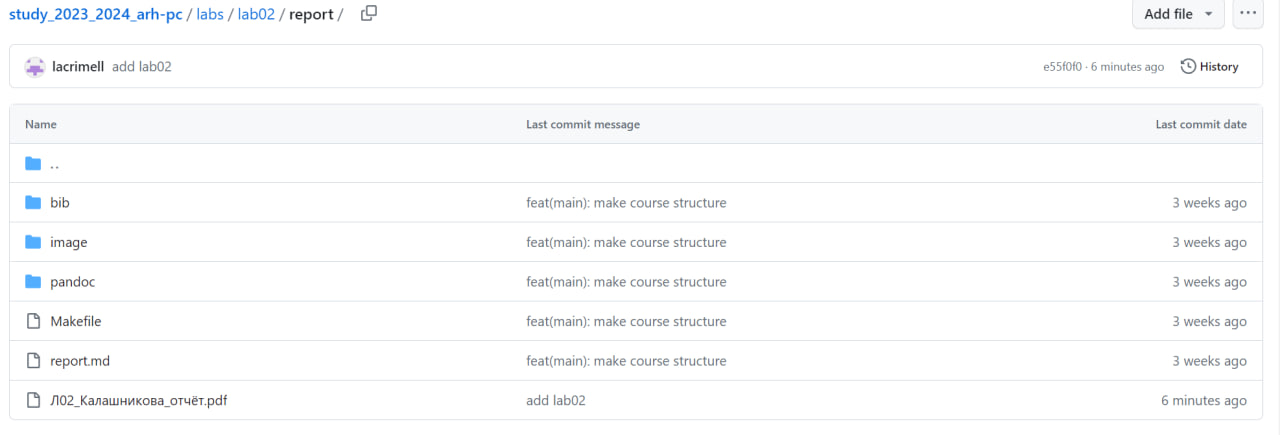 study_2023_2024_arh-pc / labs / lab02 / report / Add file ...
lacrimell add lab02 e55f0f0 · 6 minutes ago History
Name Last commit message Last commit date
..
bib feat(main): make course structure 3 weeks ago
image feat(main): make course structure 3 weeks ago
pandoc feat(main): make course structure 3 weeks ago
Makefile feat(main): make course structure 3 weeks ago
report.md feat(main): make course structure 3 weeks ago
Л02_Калашникова_отчёт.pdf add lab02 6 minutes ago